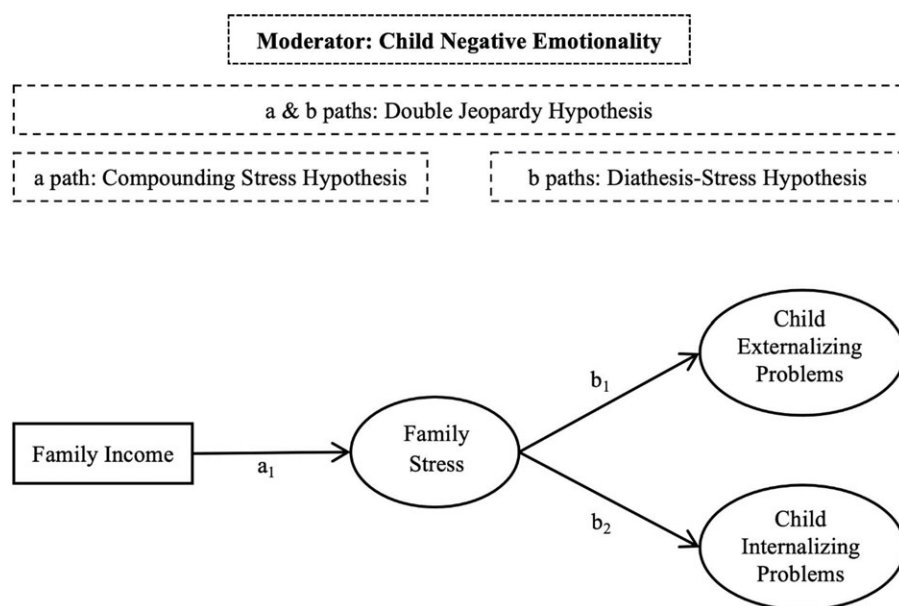 Moderator: Child Negative Emotionality
a & b paths: Double Jeopardy Hypothesis
a path: Compounding Stress Hypothesis
b paths: Diathesis-Stress Hypothesis
Child
Externalizing
Problems
b₁
Family Income
a₁
Family
Stress
b₂
Child
Internalizing
Problems